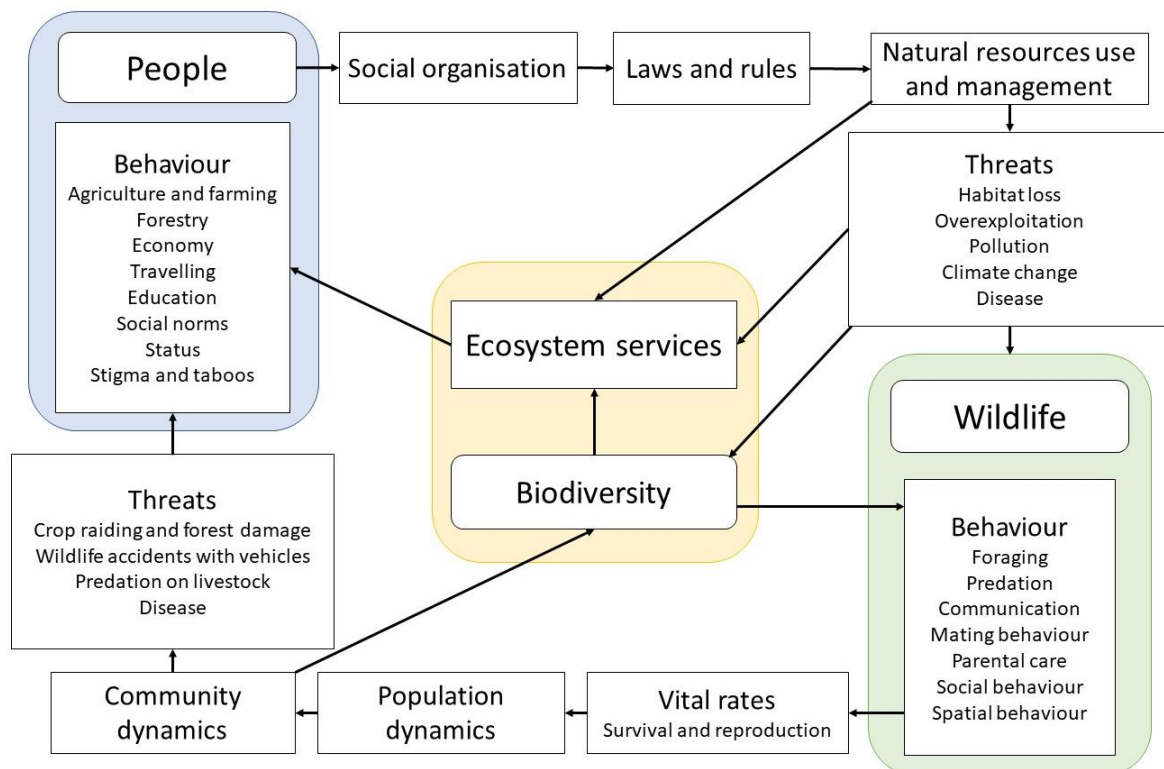 People
Social organisation
Laws and rules
Natural resources use
and management
Behaviour
Agriculture and farming
Forestry
Economy
Travelling
Education
Social norms
Status
Stigma and taboos
Threats
Habitat loss
Overexploitation
Pollution
Climate change
Disease
Ecosystem services
Biodiversity
Wildlife
Behaviour
Foraging
Predation
Communication
Mating behaviour
Parental care
Social behaviour
Spatial behaviour
Threats
Crop raiding and forest damage
Wildlife accidents with vehicles
Predation on livestock
Disease
Community
dynamics
Population
dynamics
Vital rates
Survival and reproduction